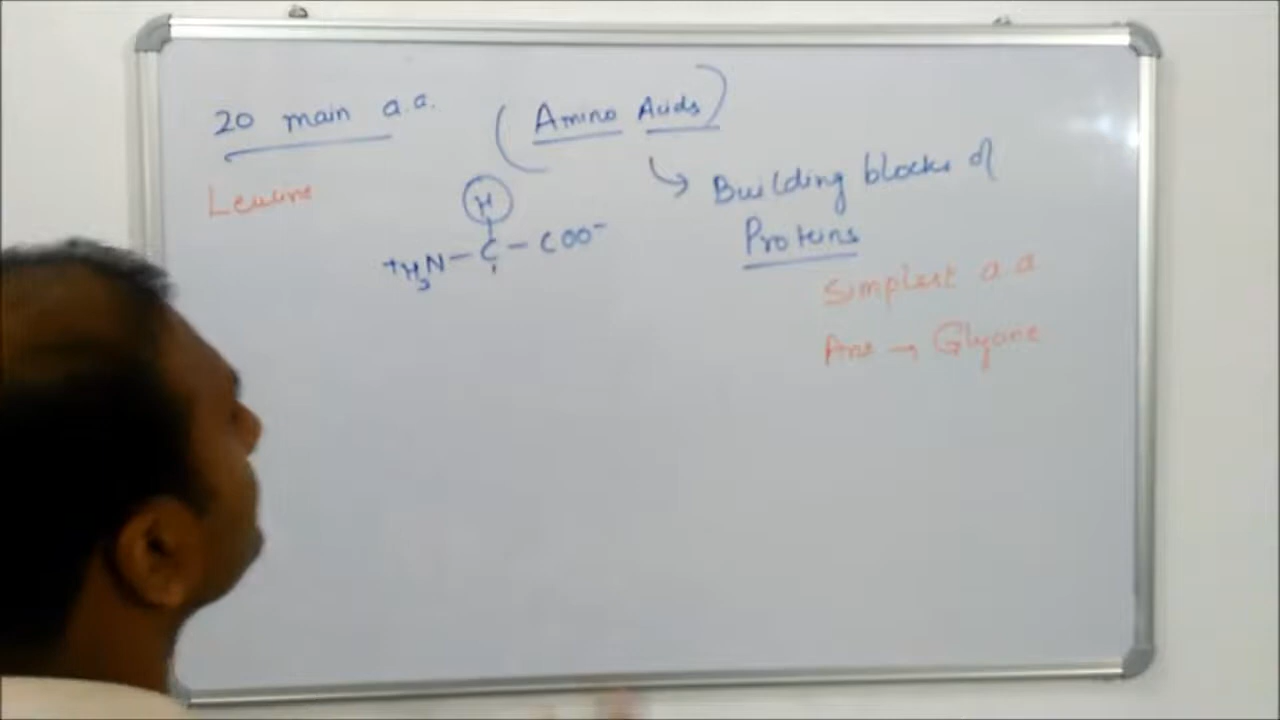 20 main a.a.
(Amino Acids)
Building blocks of
Proteins
Leucine
H
+H3N - C - COO-
Simplest a a
Ans → Glycine